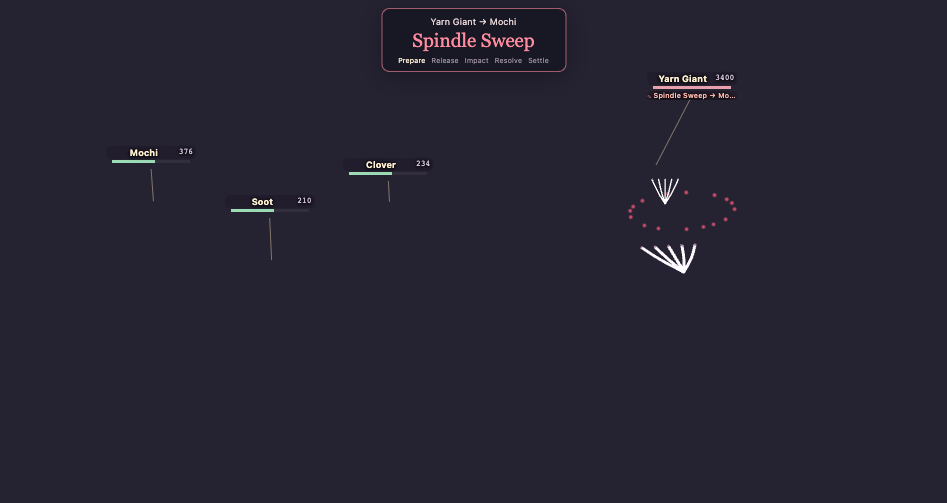 Yarn Giant → Mochi
Spindle Sweep
Prepare Release Impact Resolve Settle
Yarn Giant 3400
Spindle Sweep → Mo…
Mochi 376
Clover 234
Soot 210